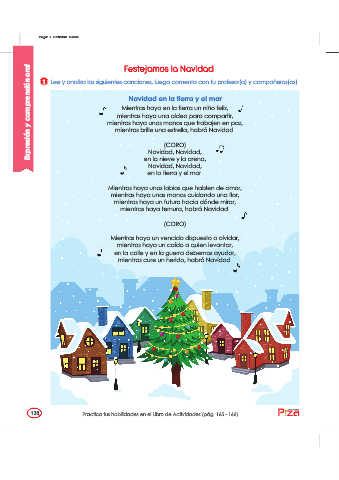 Festejamos la Navidad
1 Lee y analiza las siguientes canciones. Luego comenta con tu profesor(a) y compañeros(as)
Expresión y comprensión oral
Navidad en la tierra y el mar
Mientras haya en la tierra un niño feliz,
mientras haya una aldea para compartir,
mientras haya unas manos que trabajen en paz,
mientras brille una estrella, habrá Navidad
(CORO)
Navidad, Navidad,
en la nieve y la arena,
Navidad, Navidad,
en la tierra y el mar
Mientras haya unos labios que hablen de amor,
mientras haya unas manos cuidando una flor,
mientras haya un futuro hacia dónde mirar,
mientras haya ternura, habrá Navidad
(CORO)
Mientras haya un vencido dispuesto a olvidar,
mientras haya un caído a quien levantar,
en la calle y en la guerra debemos ayudar,
mientras cure un herido, habrá Navidad
128
Practica tus habilidades en el Libro de Actividades (pág. 165 - 166)